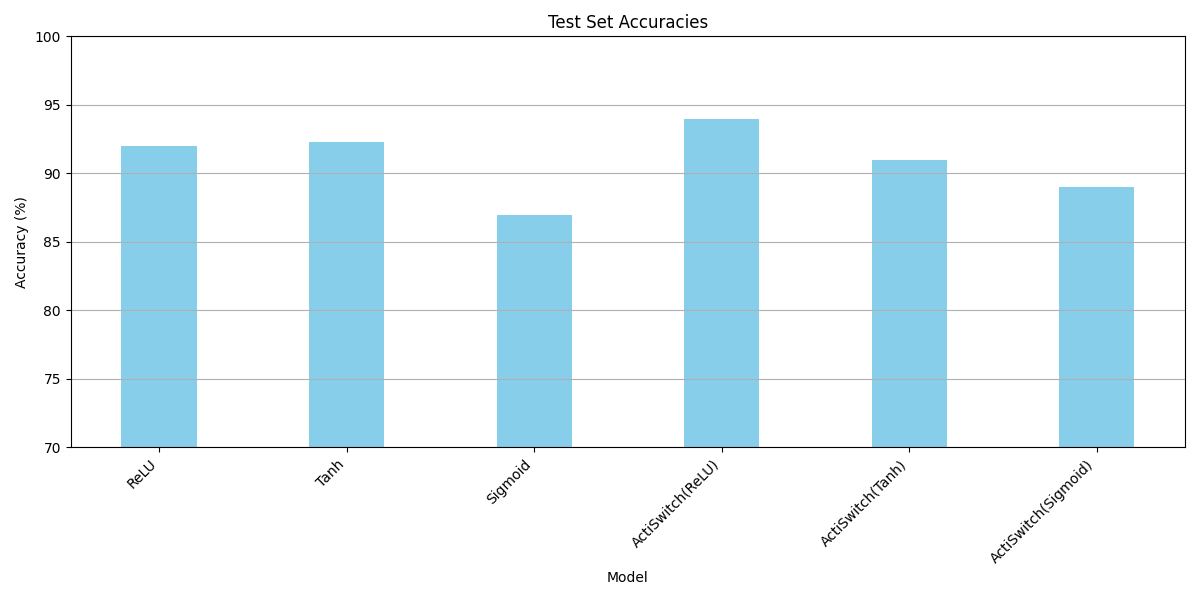 Test Set Accuracies
100
95
90
85
80
75
70
Accuracy (%)
ReLU
Tanh
Sigmoid
ActiSwitch(ReLU)
ActiSwitch(Tanh)
ActiSwitch(Sigmoid)
Model